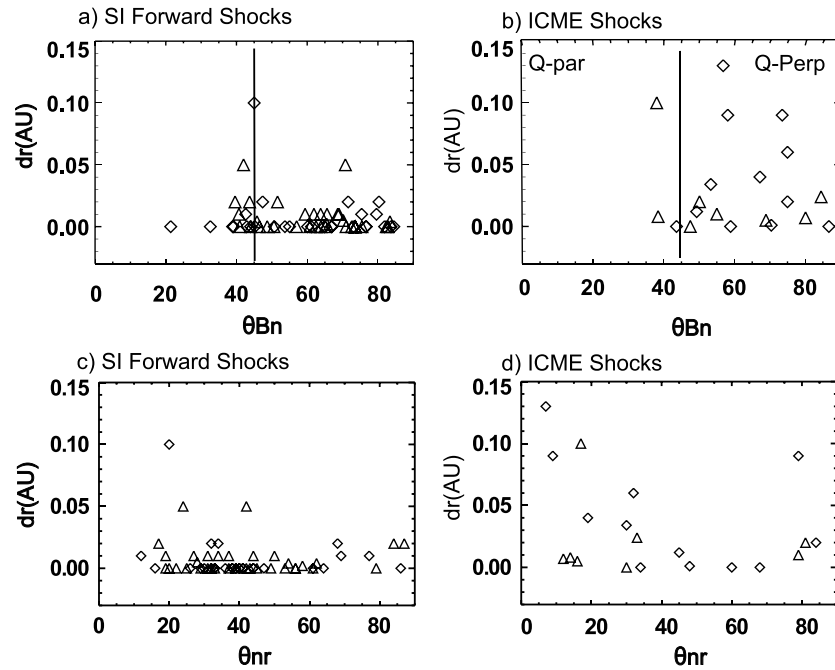 a) SI Forward Shocks
b) ICME Shocks
0.15
0.10
0.05
0.00
dr(AU)
0 20 40 60 80
θBn
Q-par
Q-Perp
0.15
0.10
0.05
0.00
dr(AU)
0 20 40 60 80
θBn
c) SI Forward Shocks
d) ICME Shocks
0.15
0.10
0.05
0.00
dr(AU)
0 20 40 60 80
θnr
0.15
0.10
0.05
0.00
dr(AU)
0 20 40 60 80
θnr